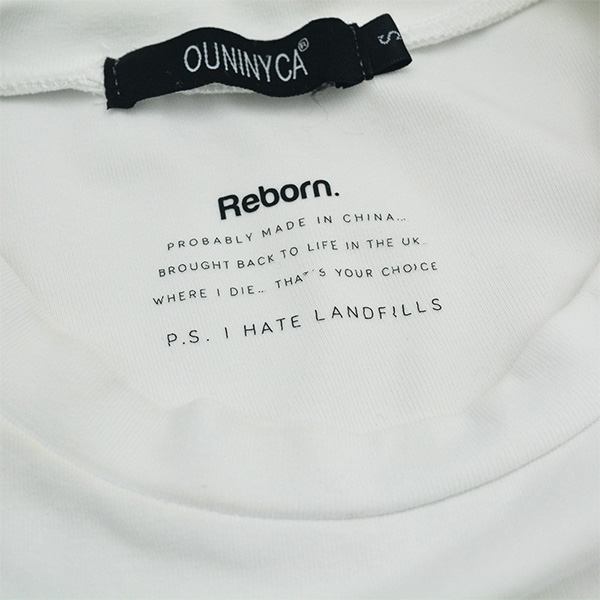 OUNINYCA®
S
Reborn.
PROBABLY MADE IN CHINA...
BROUGHT BACK TO LIFE IN THE UK..
WHERE I DIE... THAT'S YOUR CHOICE
P.S. I HATE LANDFILLS